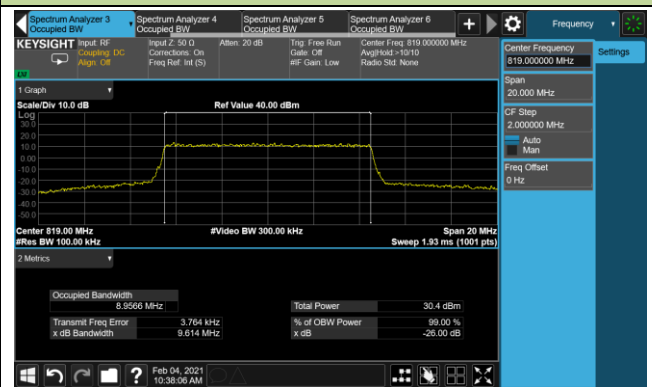 Spectrum Analyzer 3
Occupied BW
Spectrum Analyzer 4
Occupied BW
Spectrum Analyzer 5
Occupied BW
Spectrum Analyzer 6
Occupied BW
+
Frequency
KEYSIGHT
Input: RF
Coupling: DC
Align: Off
Input Z: 50 Ω
Corrections: On
Freq Ref: Int (S)
Atten: 20 dB
Trig: Free Run
Gate: Off
#IF Gain: Low
Center Freq: 819.000000 MHz
Avg|Hold:>10/10
Radio Std: None
Center Frequency
819.000000 MHz
Settings
Span
20.000 MHz
CF Step
2.000000 MHz
Auto
Man
Freq Offset
0 Hz
1 Graph
Scale/Div 10.0 dB
Ref Value 40.00 dBm
Log
30.0
20.0
10.0
0.00
-10.0
-20.0
-30.0
-40.0
-50.0
Center 819.00 MHz
#Video BW 300.00 kHz
Span 20 MHz
#Res BW 100.00 kHz
Sweep 1.93 ms (1001 pts)
2 Metrics
Occupied Bandwidth
8.9566 MHz
Total Power
30.4 dBm
Transmit Freq Error
3.764 kHz
% of OBW Power
99.00 %
x dB Bandwidth
9.614 MHz
x dB
-26.00 dB
?
Feb 04, 2021
10:38:06 AM